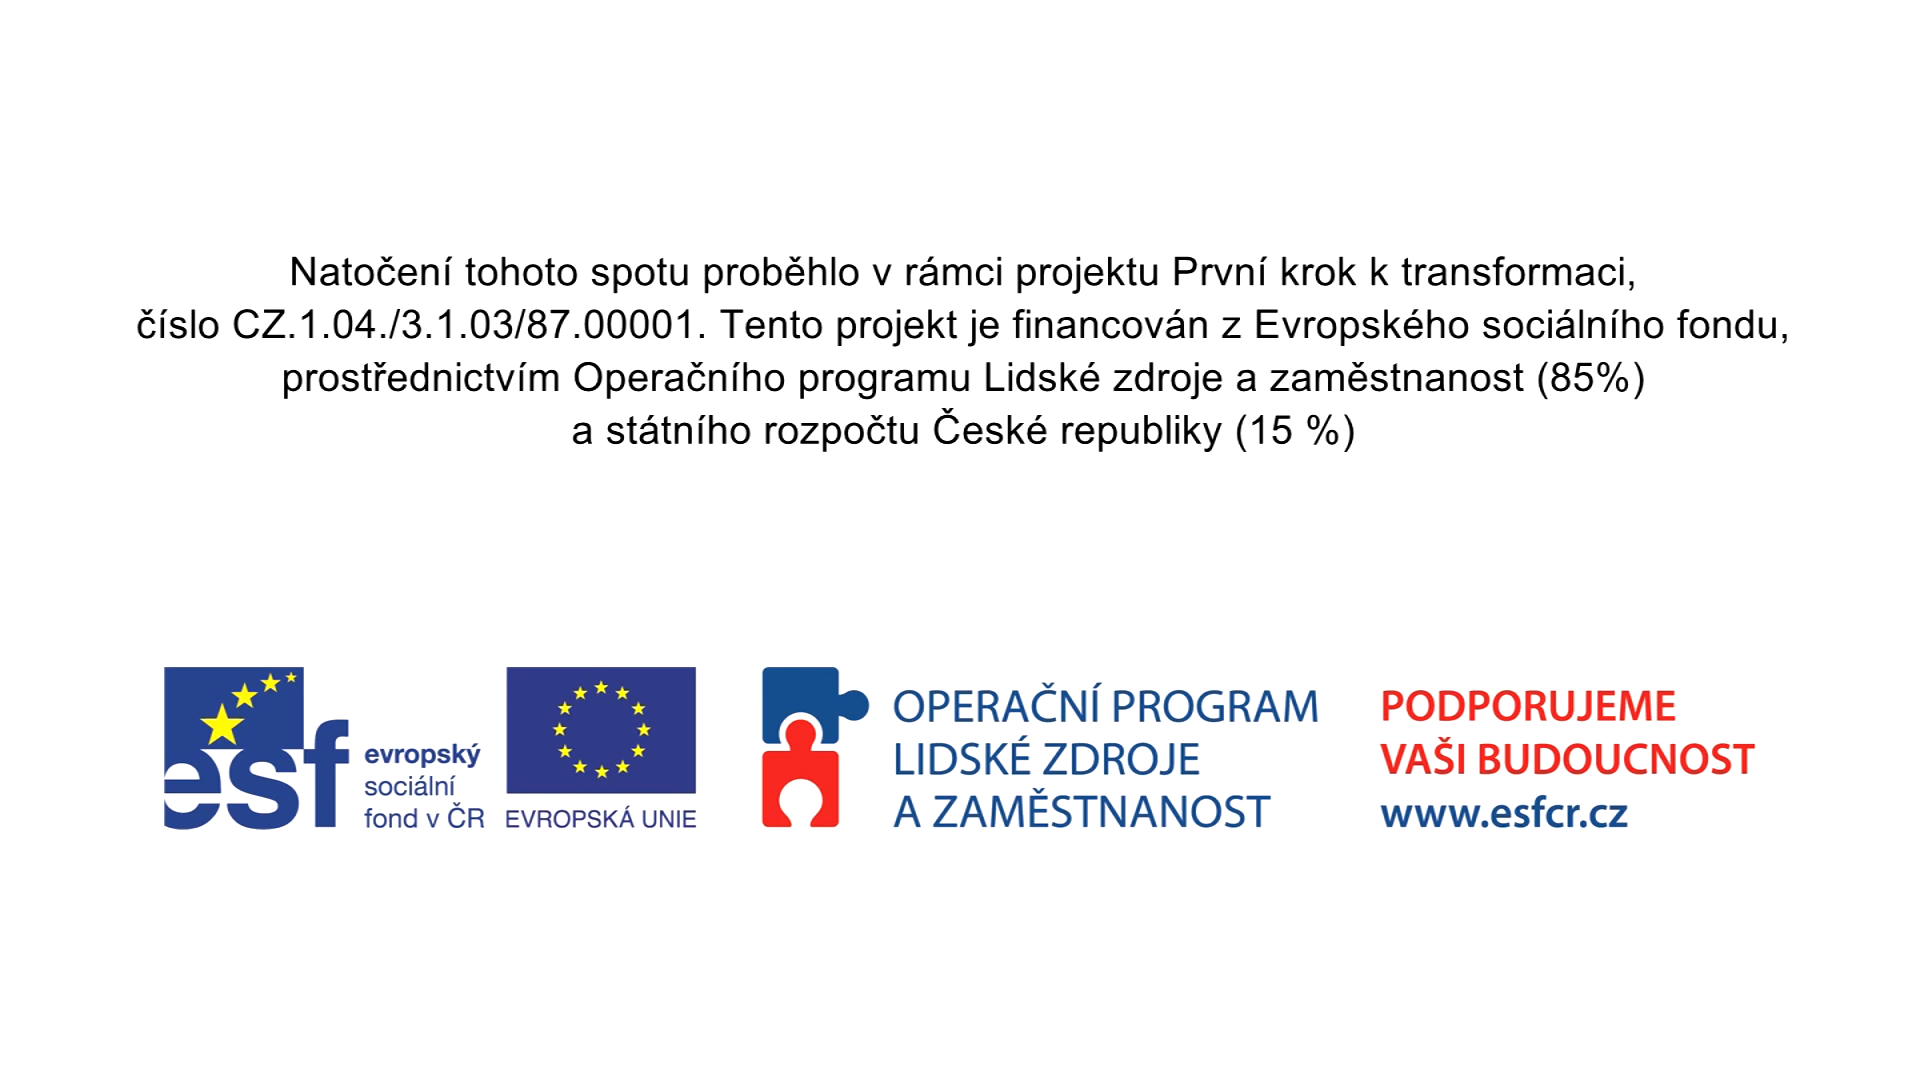 Natočení tohoto spotu proběhlo v rámci projektu První krok k transformaci,
číslo CZ.1.04./3.1.03/87.00001. Tento projekt je financován z Evropského sociálního fondu,
prostřednictvím Operačního programu Lidské zdroje a zaměstnanost (85%)
a státního rozpočtu České republiky (15 %)
esf
evropský
sociální
fond v ČR
EVROPSKÁ UNIE
OPERAČNÍ PROGRAM
LIDSKÉ ZDROJE
A ZAMĚSTNANOST
PODPORUJEME
VAŠI BUDOUCNOST
www.esfcr.cz